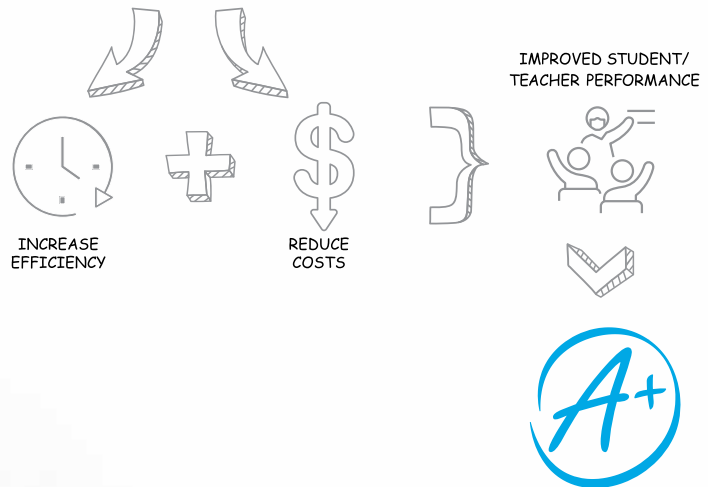 IMPROVED STUDENT/
TEACHER PERFORMANCE
INCREASE
EFFICIENCY
REDUCE
COSTS
A+